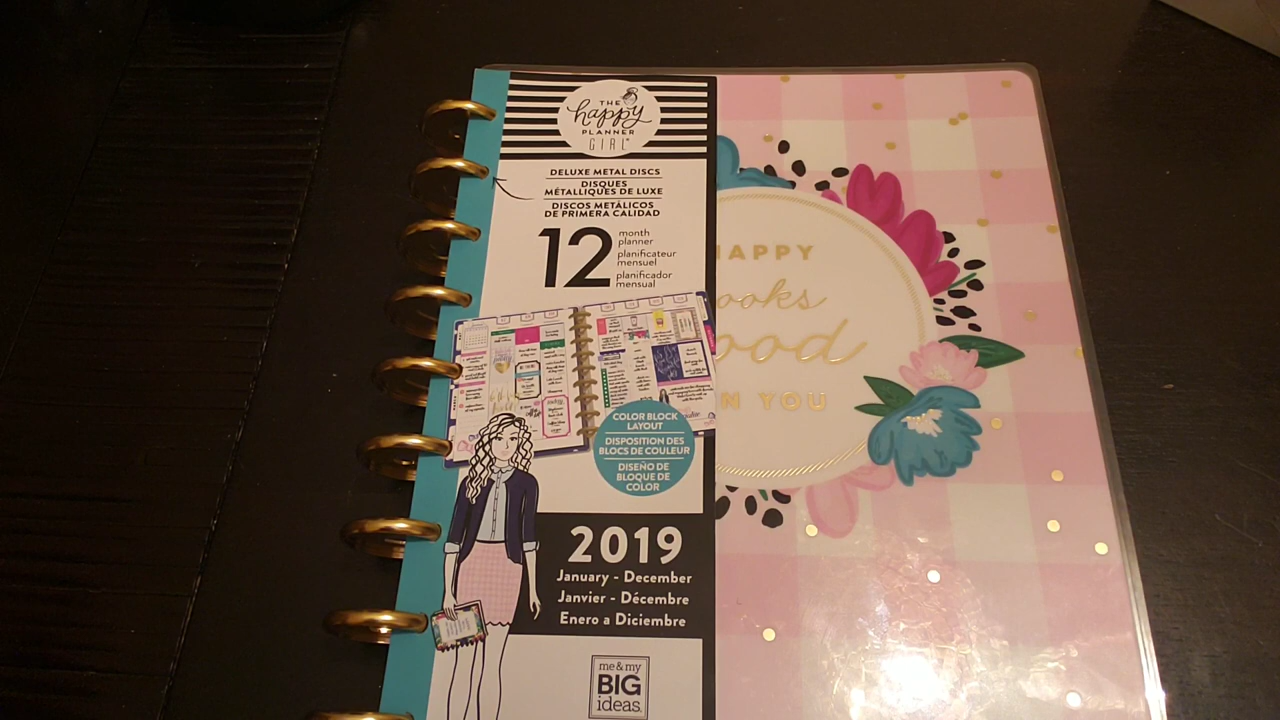 THE
happy
PLANNER
GIRL®
DELUXE METAL DISCS
DISQUES
MÉTALLIQUES DE LUXE
DISCOS METÁLICOS
DE PRIMERA CALIDAD
12
month
planner
planificateur
mensuel
planificador
mensual
COLOR BLOCK
LAYOUT
DISPOSITION DES
BLOCS DE COULEUR
DISEÑO DE
BLOQUE DE
COLOR
2019
January - December
Janvier - Décembre
Enero a Diciembre
me & my
BIG
ideas.
APPY
ooks
ood
N YOU